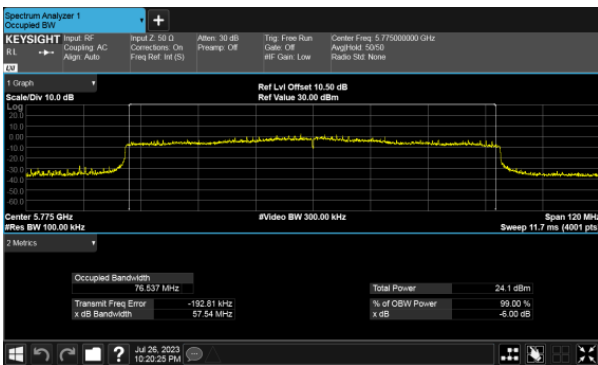 Spectrum Analyzer 1
Occupied BW
+
KEYSIGHT Input: RF Input Z: 50 Ω Atten: 30 dB Trig: Free Run Center Freq: 5.775000000 GHz
RL Coupling: AC Corrections: On Preamp: Off Gate: Off Avg|Hold: 50/50
Align: Auto Freq Ref: Int (S) #IF Gain: Low Radio Std: None
1 Graph
Ref Lvl Offset 10.50 dB
Scale/Div 10.0 dB Ref Value 30.00 dBm
Log
20.0
10.0
0.00
-10.0
-20.0
-30.0
-40.0
-50.0
-60.0
Center 5.775 GHz #Video BW 300.00 kHz Span 120 MHz
#Res BW 100.00 kHz Sweep 11.7 ms (4001 pts
2 Metrics
Occupied Bandwidth
76.537 MHz Total Power 24.1 dBm
Transmit Freq Error -192.81 kHz % of OBW Power 99.00 %
x dB Bandwidth 57.54 MHz x dB -6.00 dB
? Jul 26, 2023
10:20:25 PM